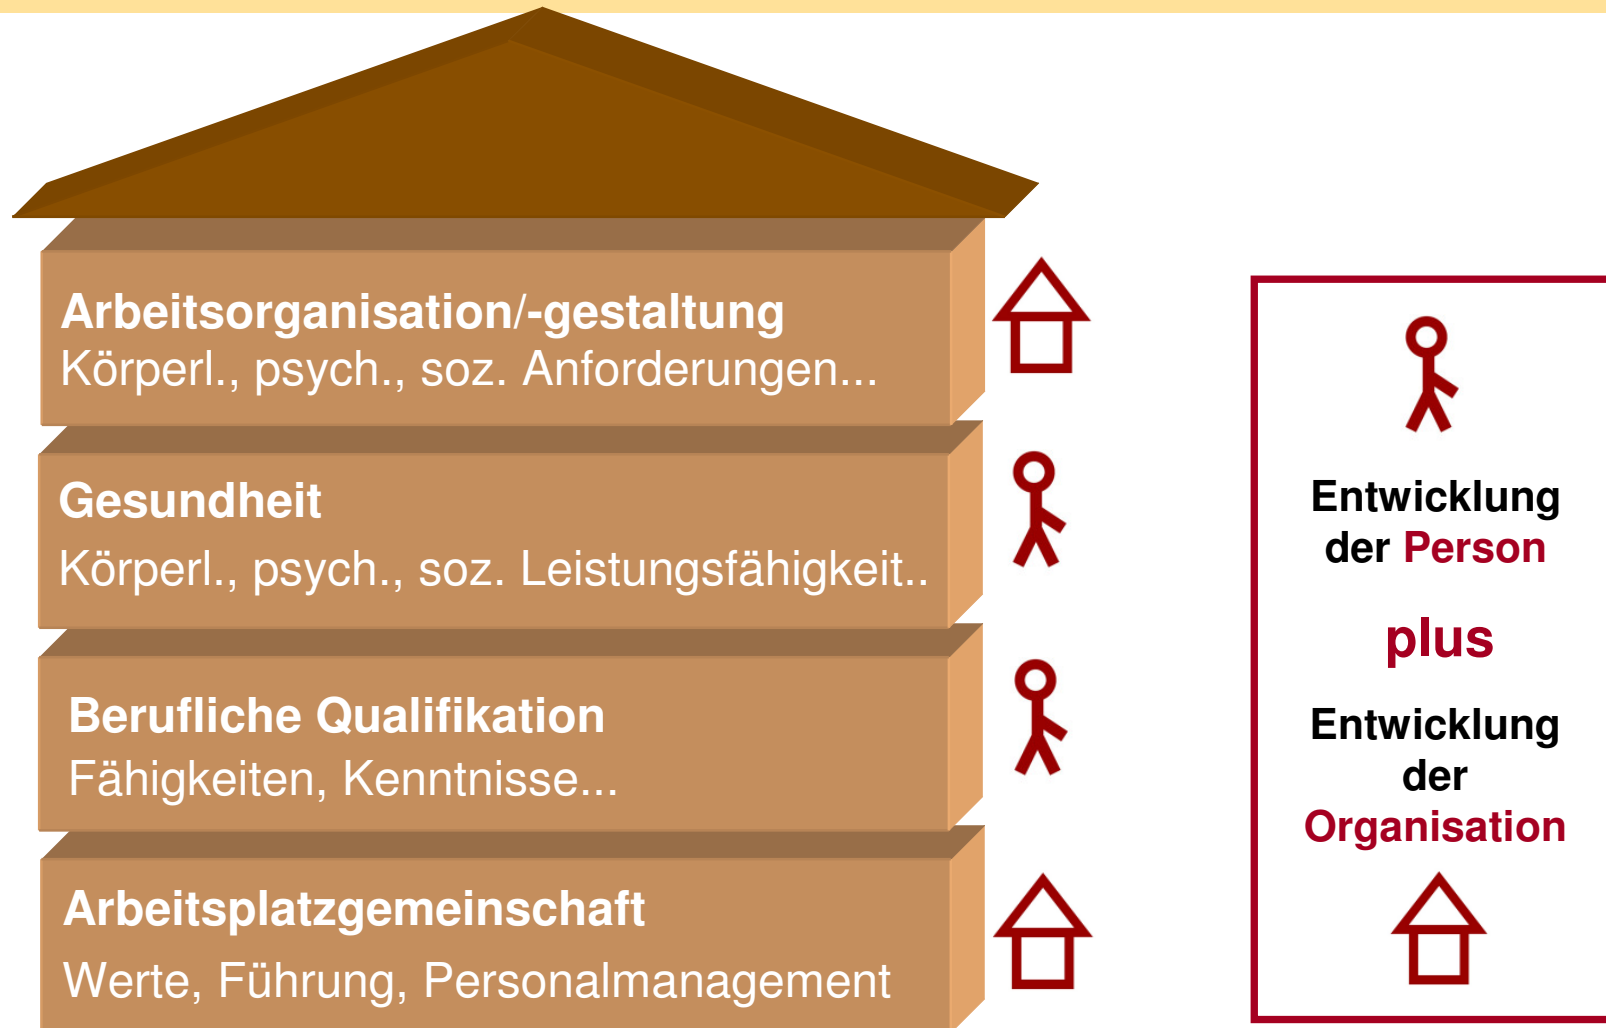 Arbeitsorganisation/-gestaltung
Körperl., psych., soz. Anforderungen...
Gesundheit
Körperl., psych., soz. Leistungsfähigkeit..
Berufliche Qualifikation
Fähigkeiten, Kenntnisse...
Arbeitsplatzgemeinschaft
Werte, Führung, Personalmanagement
Entwicklung
der Person
plus
Entwicklung
der
Organisation